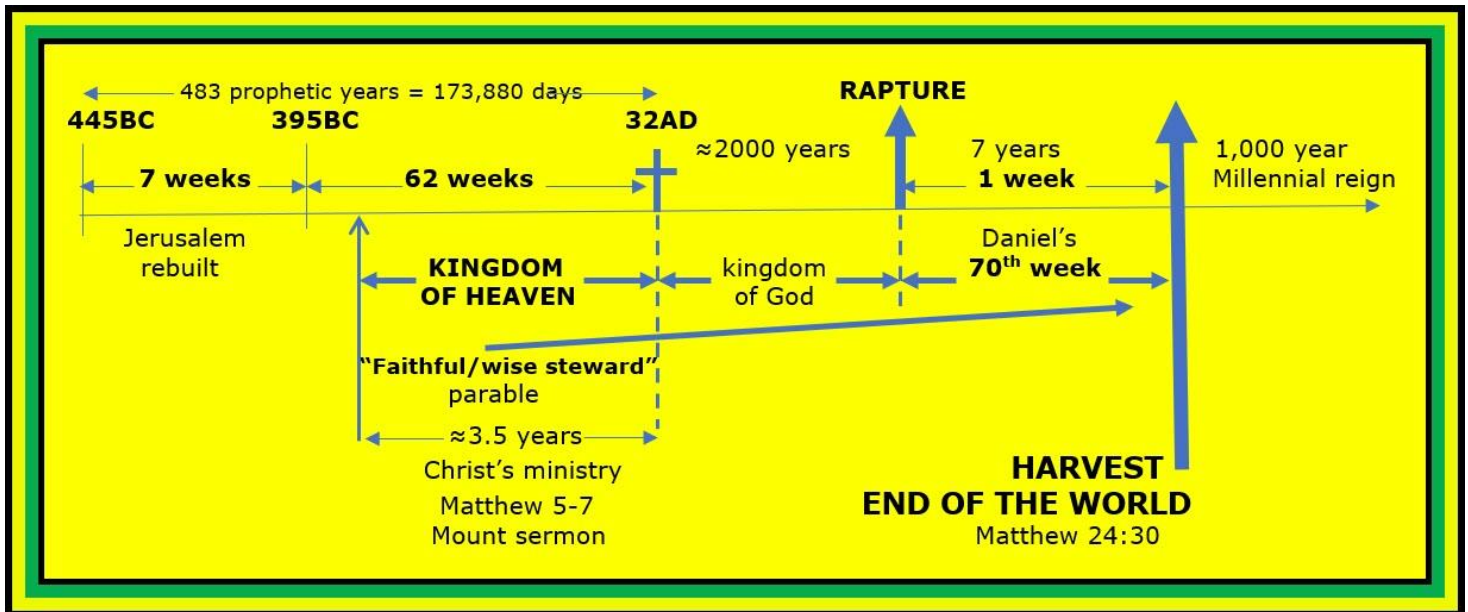 483 prophetic years = 173,880 days
RAPTURE
445BC 395BC 32AD
≈2000 years 7 years 1,000 year
7 weeks 62 weeks 1 week Millennial reign
Jerusalem Daniel’s
rebuilt KINGDOM kingdom 70th week
OF HEAVEN of God
“Faithful/wise steward”
parable
≈3.5 years
Christ’s ministry
Matthew 5-7
Mount sermon
HARVEST
END OF THE WORLD
Matthew 24:30